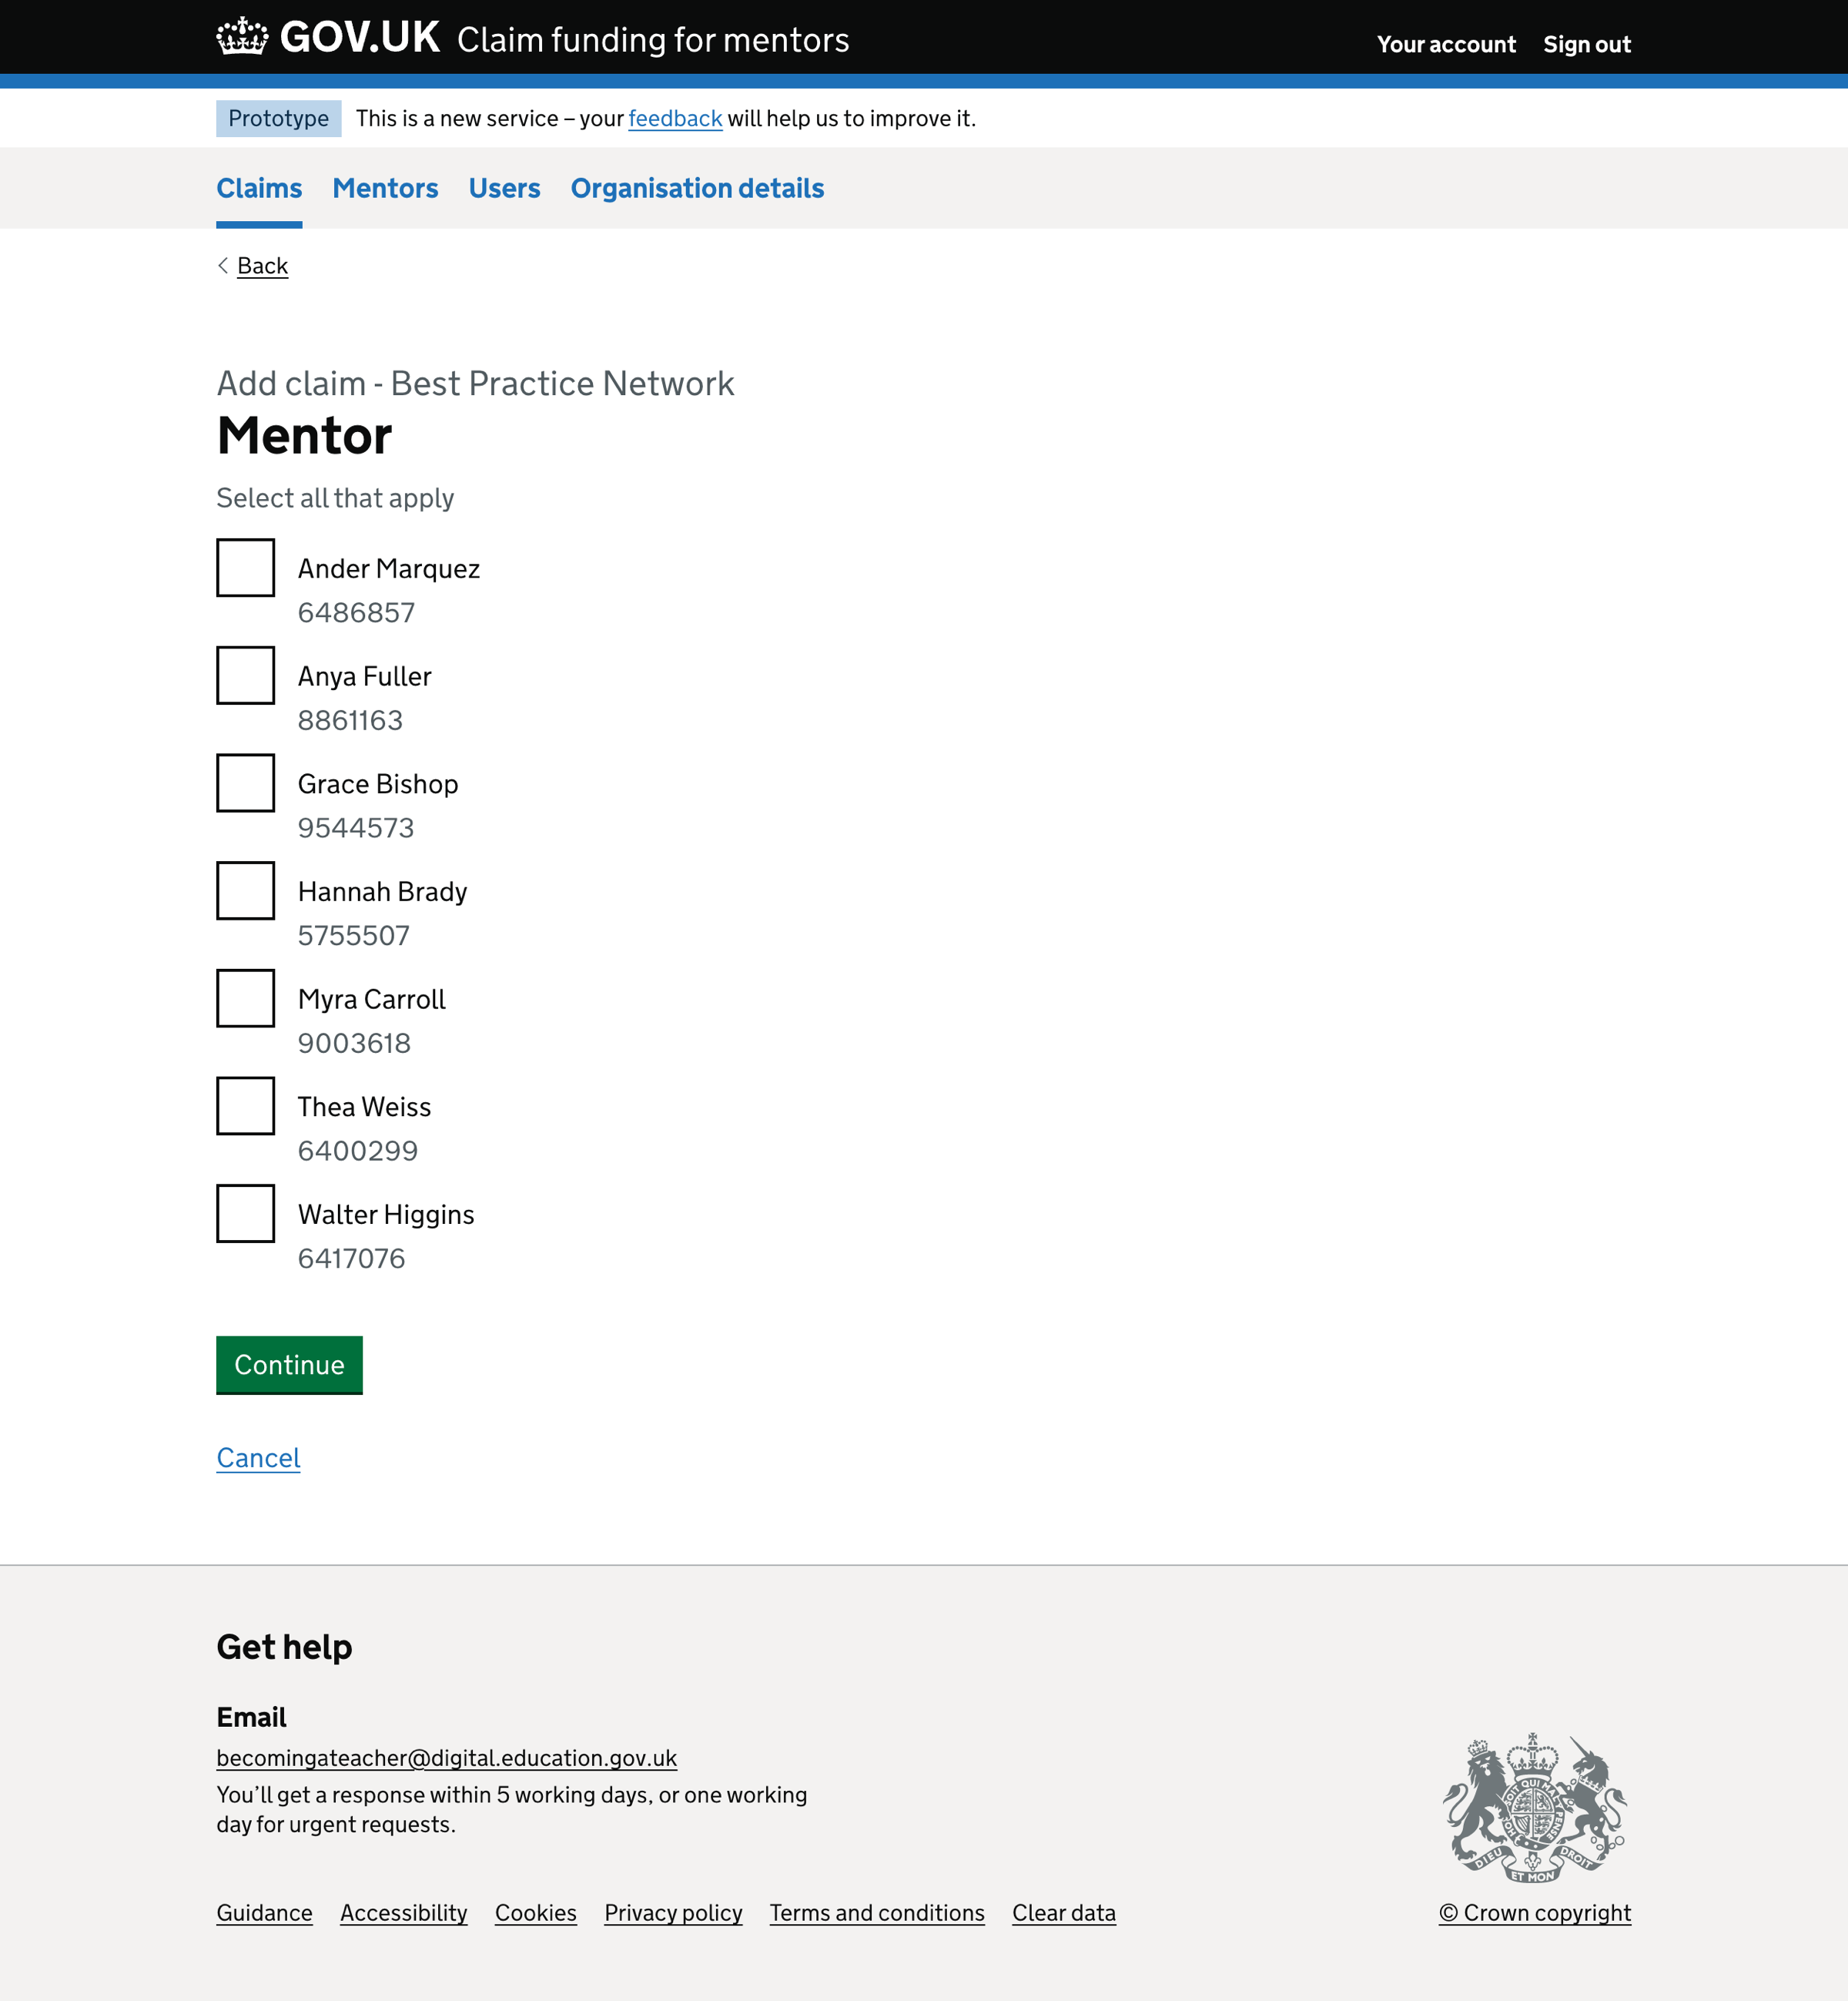 GOV.UK Claim funding for mentors Your account Sign out
Prototype This is a new service – your feedback will help us to improve it.
Claims Mentors Users Organisation details
Back
Add claim - Best Practice Network
Mentor
Select all that apply
Ander Marquez
6486857
Anya Fuller
8861163
Grace Bishop
9544573
Hannah Brady
5755507
Myra Carroll
9003618
Thea Weiss
6400299
Walter Higgins
6417076
Continue
Cancel
Get help
Email
becomingateacher@digital.education.gov.uk
You’ll get a response within 5 working days, or one working
day for urgent requests.
DIEU ET MON DROIT
Guidance Accessibility Cookies Privacy policy Terms and conditions Clear data © Crown copyright